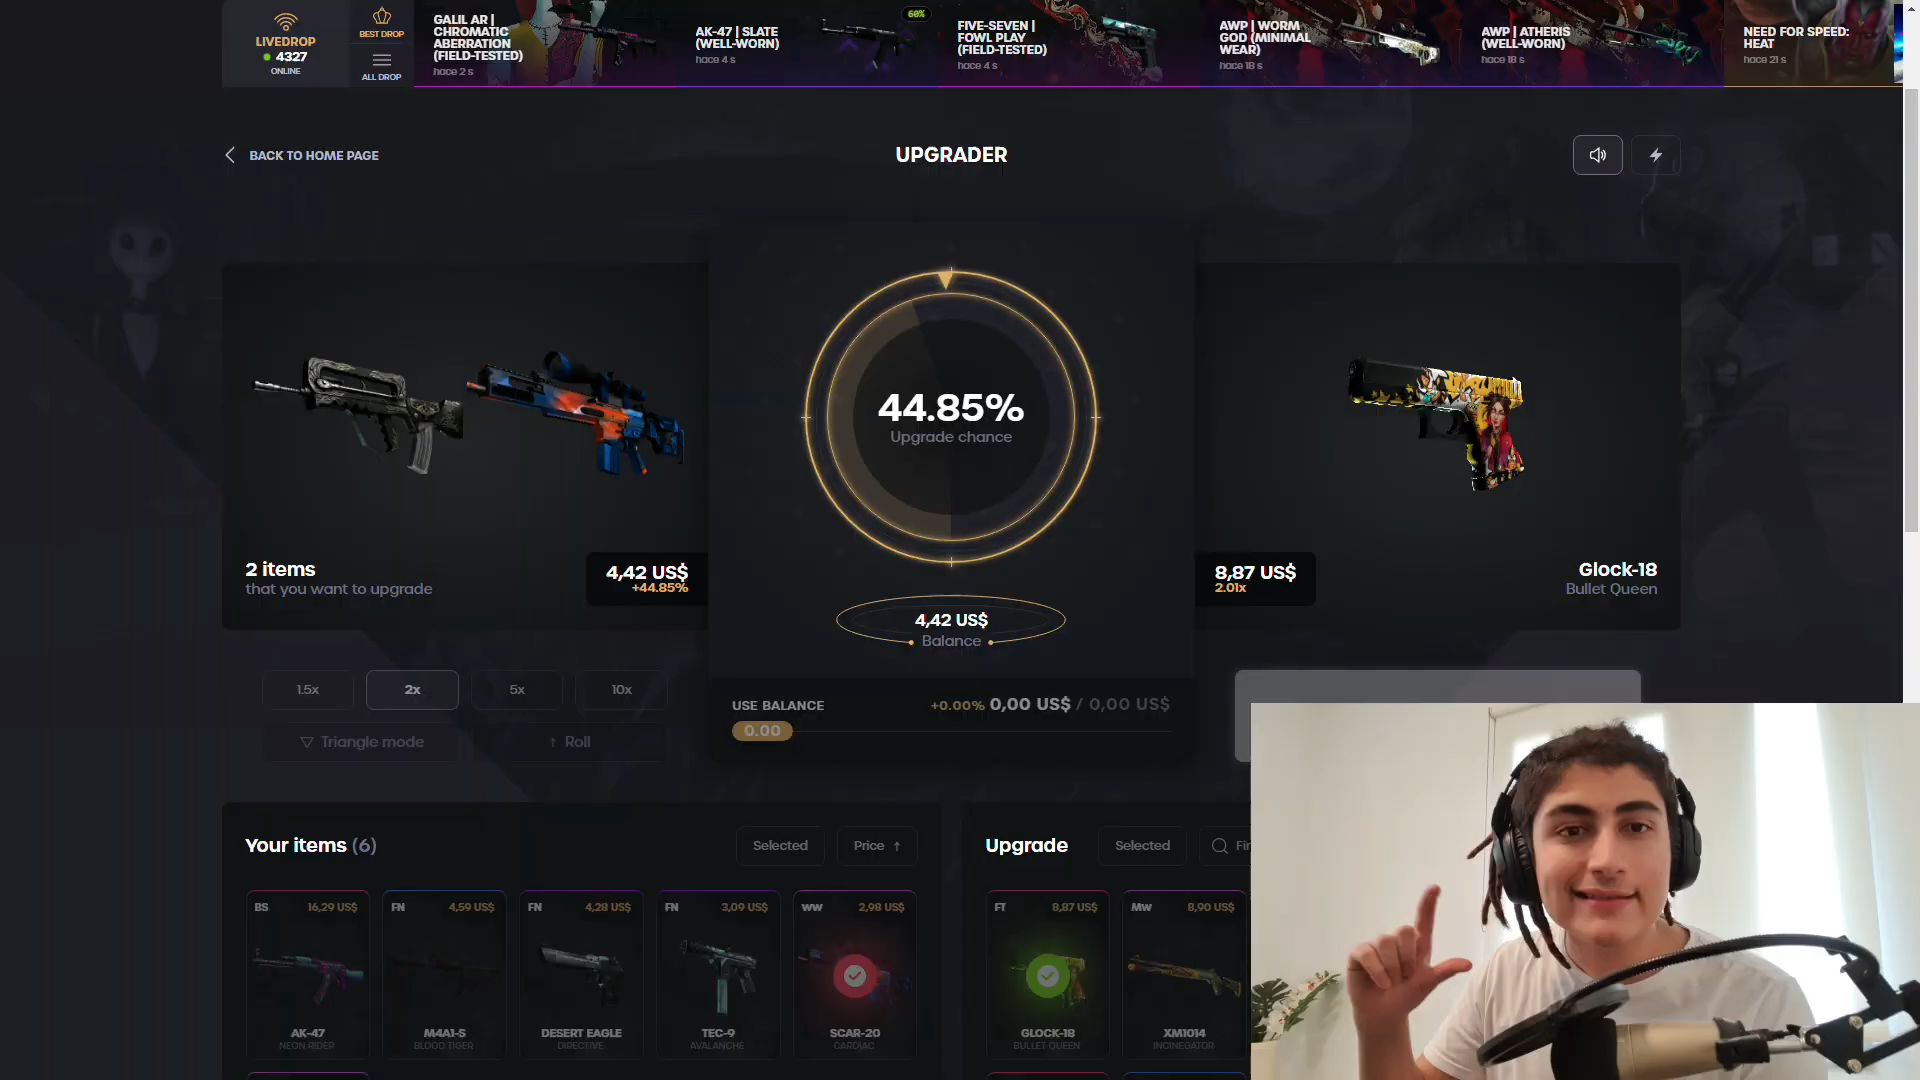 LIVEDROP
4327
ONLINE
BEST DROP
ALL DROP
GALIL AR |
CHROMATIC
ABERRATION
(FIELD-TESTED)
hace 2 s
AK-47 | SLATE
(WELL-WORN)
hace 4 s
60%
FIVE-SEVEN |
FOWL PLAY
(FIELD-TESTED)
hace 4 s
AWP | WORM
GOD (MINIMAL
WEAR)
hace 18 s
AWP | ATHERIS
(WELL-WORN)
hace 18 s
NEED FOR SPEED:
HEAT
hace 21 s
BACK TO HOME PAGE
UPGRADER
44.85%
Upgrade chance
2 items
that you want to upgrade
4,42 US$
+44.85%
8,87 US$
2.01x
Glock-18
Bullet Queen
4,42 US$
Balance
1.5x
2x
5x
10x
Triangle mode
↑ Roll
USE BALANCE
+0.00% 0,00 US$ / 0,00 US$
0.00
Your items (6)
Selected
Price ↑
Upgrade
Selected
BS 16,29 US$
AK-47
NEON RIDER
FN 4,59 US$
M4A1-S
BLOOD TIGER
FN 4,28 US$
DESERT EAGLE
DIRECTIVE
FN 3,09 US$
TEC-9
AVALANCHE
WW 2,98 US$
SCAR-20
CARDIAC
FT 8,87 US$
GLOCK-18
BULLET QUEEN
MW 8,90 US$
XM1014
INCINEGATOR